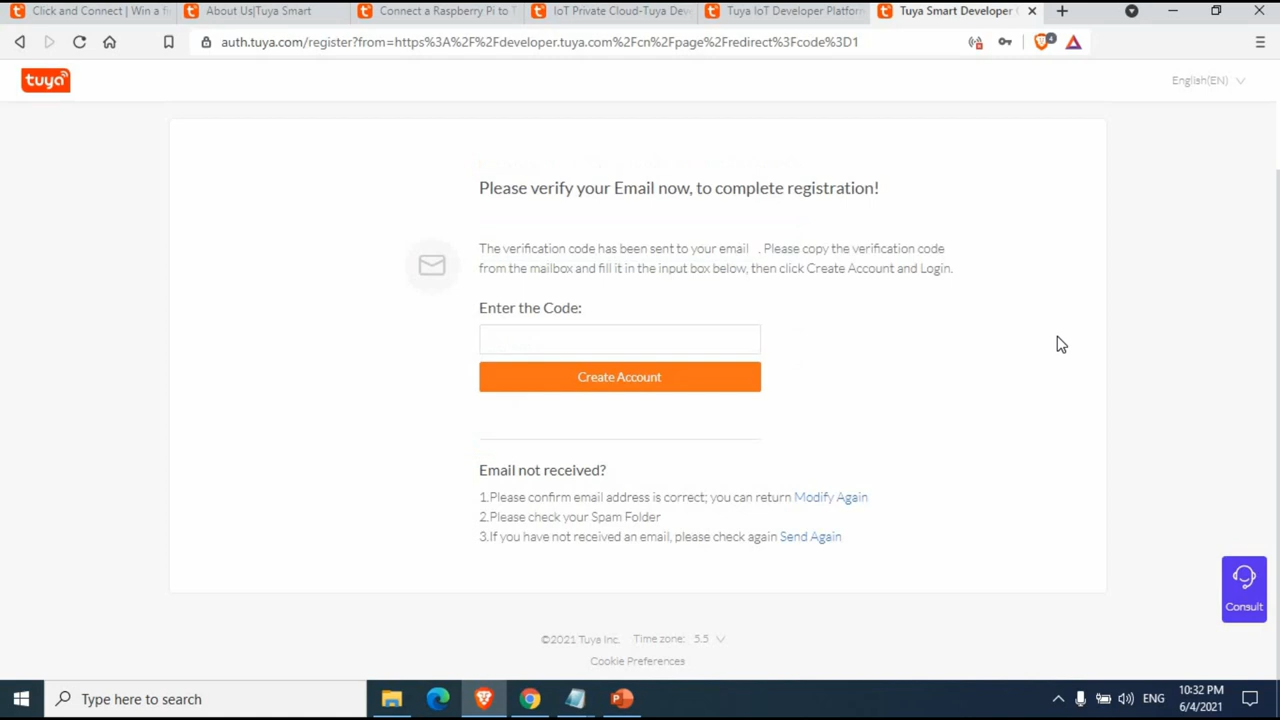 Click and Connect | Win a f
About Us|Tuya Smart
Connect a Raspberry Pi to T
IoT Private Cloud-Tuya Dev
Tuya IoT Developer Platform
Tuya Smart Developer
auth.tuya.com/register?from=https%3A%2F%2Fdeveloper.tuya.com%2Fcn%2Fpage%2Fredirect%3Fcode%3D1
4
tuya
English(EN)
Please verify your Email now, to complete registration!
The verification code has been sent to your email . Please copy the verification code
from the mailbox and fill it in the input box below, then click Create Account and Login.
Enter the Code:
Create Account
Email not received?
1.Please confirm email address is correct; you can return Modify Again
2.Please check your Spam Folder
3.If you have not received an email, please check again Send Again
Consult
©2021 Tuya Inc. Time zone: 5.5
Cookie Preferences
Type here to search
ENG
10:32 PM
6/4/2021